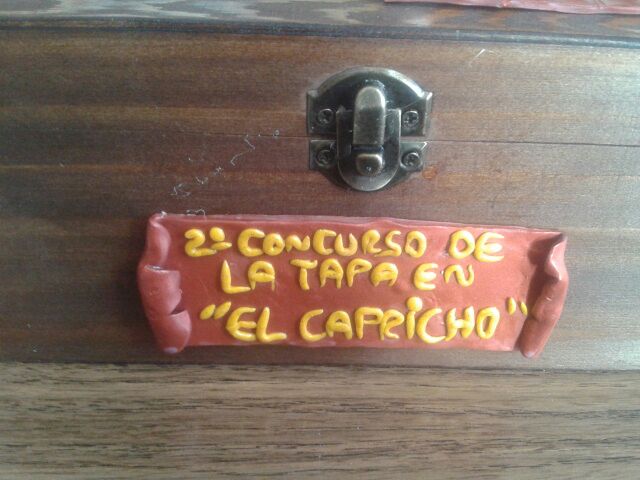 2º CONCURSO DE
LA TAPA EN
"EL CAPRiCHO"